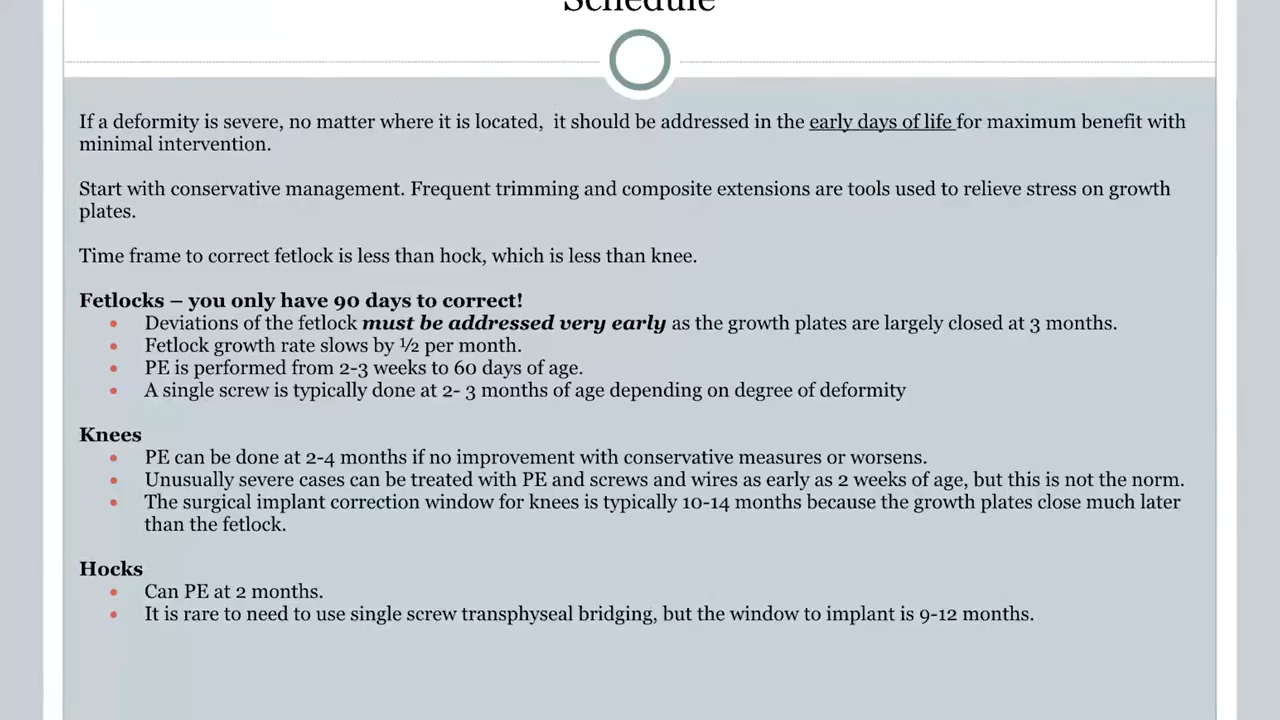 Schedule
If a deformity is severe, no matter where it is located, it should be addressed in the early days of life for maximum benefit with
minimal intervention.
Start with conservative management. Frequent trimming and composite extensions are tools used to relieve stress on growth
plates.
Time frame to correct fetlock is less than hock, which is less than knee.
Fetlocks – you only have 90 days to correct!
• Deviations of the fetlock must be addressed very early as the growth plates are largely closed at 3 months.
• Fetlock growth rate slows by ½ per month.
• PE is performed from 2-3 weeks to 60 days of age.
• A single screw is typically done at 2- 3 months of age depending on degree of deformity
Knees
• PE can be done at 2-4 months if no improvement with conservative measures or worsens.
• Unusually severe cases can be treated with PE and screws and wires as early as 2 weeks of age, but this is not the norm.
• The surgical implant correction window for knees is typically 10-14 months because the growth plates close much later
than the fetlock.
Hocks
• Can PE at 2 months.
• It is rare to need to use single screw transphyseal bridging, but the window to implant is 9-12 months.